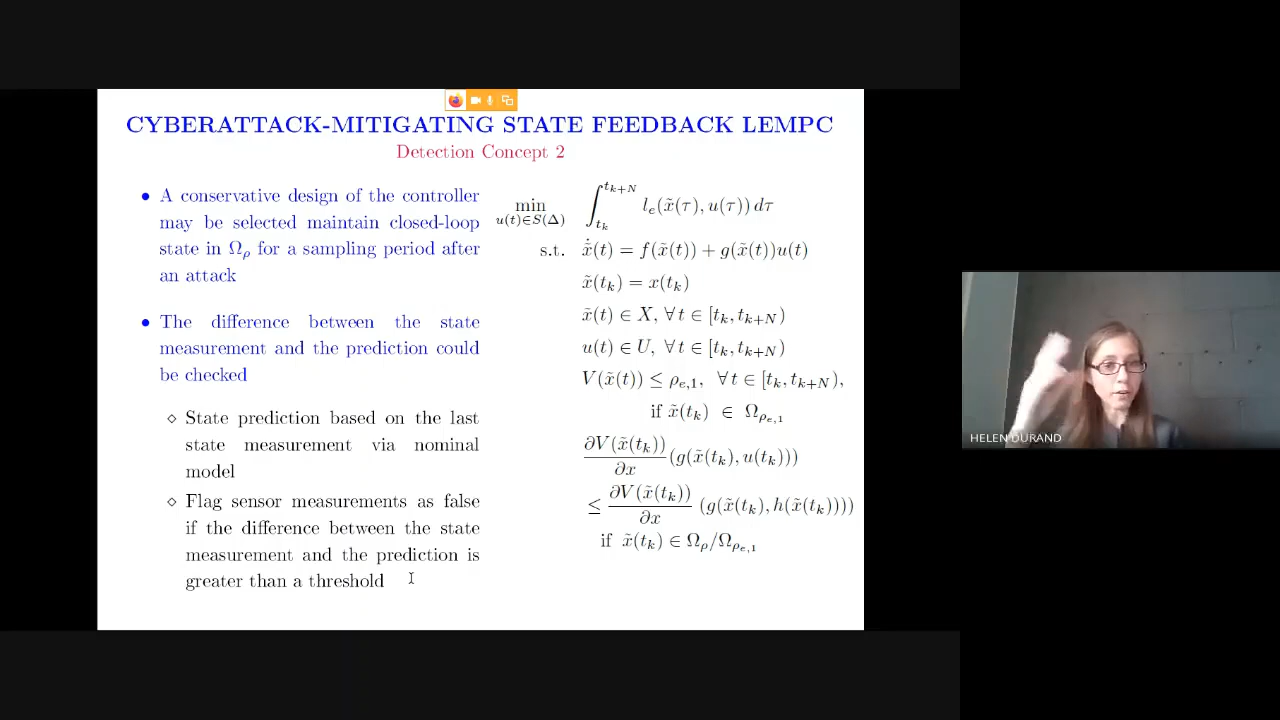 CYBERATTACK-MITIGATING STATE FEEDBACK LEMPC
Detection Concept 2
• A conservative design of the controller
may be selected maintain closed-loop
state in Ω_ρ for a sampling period after
an attack
• The difference between the state
measurement and the prediction could
be checked
⋄ State prediction based on the last
state measurement via nominal
model
⋄ Flag sensor measurements as false
if the difference between the state
measurement and the prediction is
greater than a threshold
min_{u(t)∈S(Δ)} ∫_{t_k}^{t_{k+N}} l_e(x̃(τ), u(τ)) dτ
s.t. x̃̇(t) = f(x̃(t)) + g(x̃(t))u(t)
x̃(t_k) = x(t_k)
x̃(t) ∈ X, ∀ t ∈ [t_k, t_{k+N})
u(t) ∈ U, ∀ t ∈ [t_k, t_{k+N})
V(x̃(t)) ≤ ρ_{e,1}, ∀ t ∈ [t_k, t_{k+N}),
if x̃(t_k) ∈ Ω_{ρ_{e,1}}
∂V(x̃(t_k))/∂x (g(x̃(t_k), u(t_k)))
≤ ∂V(x̃(t_k))/∂x (g(x̃(t_k), h(x̃(t_k))))
if x̃(t_k) ∈ Ω_ρ/Ω_{ρ_{e,1}}
HELEN DURAND